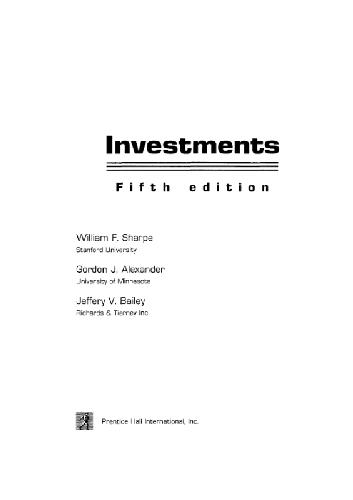 Investments
Fifth edition
William F. Sharpe
Stanford University
Gordon J. Alexander
University of Minnesota
Jeffery V. Bailey
Richards & Tierney Inc.
Prentice Hall International, Inc.